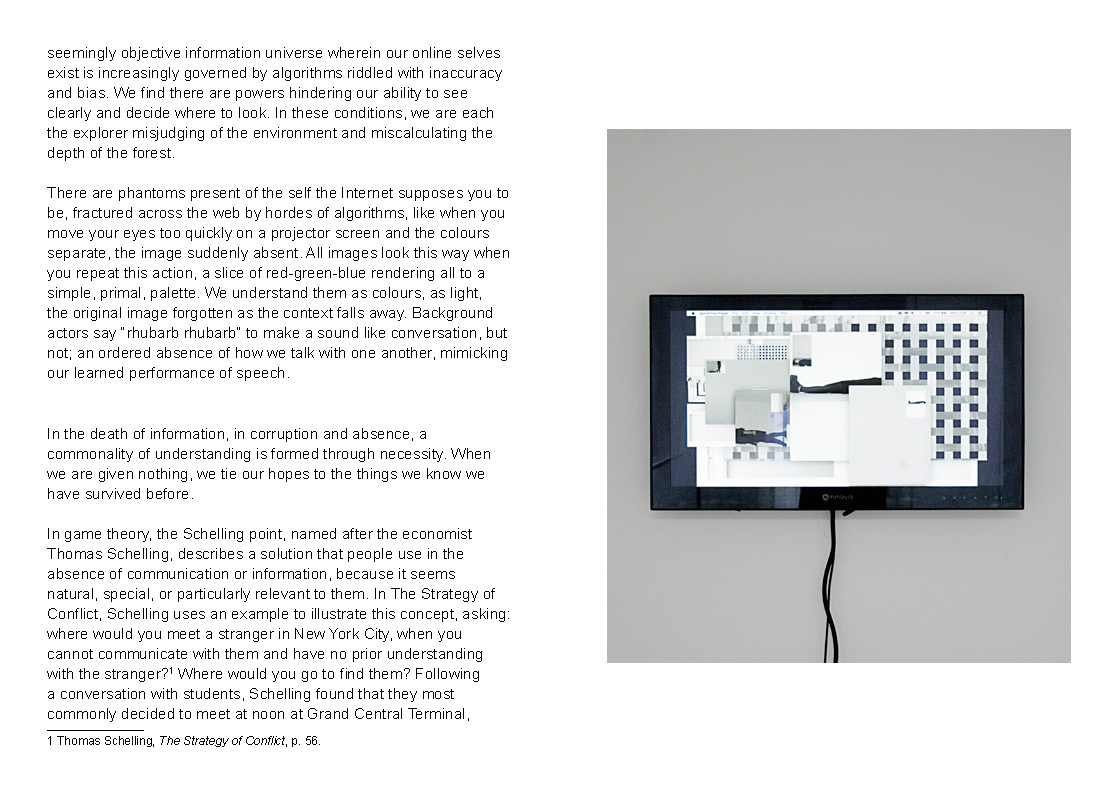 seemingly objective information universe wherein our online selves
exist is increasingly governed by algorithms riddled with inaccuracy
and bias. We find there are powers hindering our ability to see
clearly and decide where to look. In these conditions, we are each
the explorer misjudging of the environment and miscalculating the
depth of the forest.
There are phantoms present of the self the Internet supposes you to
be, fractured across the web by hordes of algorithms, like when you
move your eyes too quickly on a projector screen and the colours
separate, the image suddenly absent. All images look this way when
you repeat this action, a slice of red-green-blue rendering all to a
simple, primal, palette. We understand them as colours, as light,
the original image forgotten as the context falls away. Background
actors say "rhubarb rhubarb" to make a sound like conversation, but
not; an ordered absence of how we talk with one another, mimicking
our learned performance of speech.
In the death of information, in corruption and absence, a
commonality of understanding is formed through necessity. When
we are given nothing, we tie our hopes to the things we know we
have survived before.
In game theory, the Schelling point, named after the economist
Thomas Schelling, describes a solution that people use in the
absence of communication or information, because it seems
natural, special, or particularly relevant to them. In The Strategy of
Conflict, Schelling uses an example to illustrate this concept, asking:
where would you meet a stranger in New York City, when you
cannot communicate with them and have no prior understanding
with the stranger?¹ Where would you go to find them? Following
a conversation with students, Schelling found that they most
commonly decided to meet at noon at Grand Central Terminal,
1 Thomas Schelling, The Strategy of Conflict, p. 56.
neovo